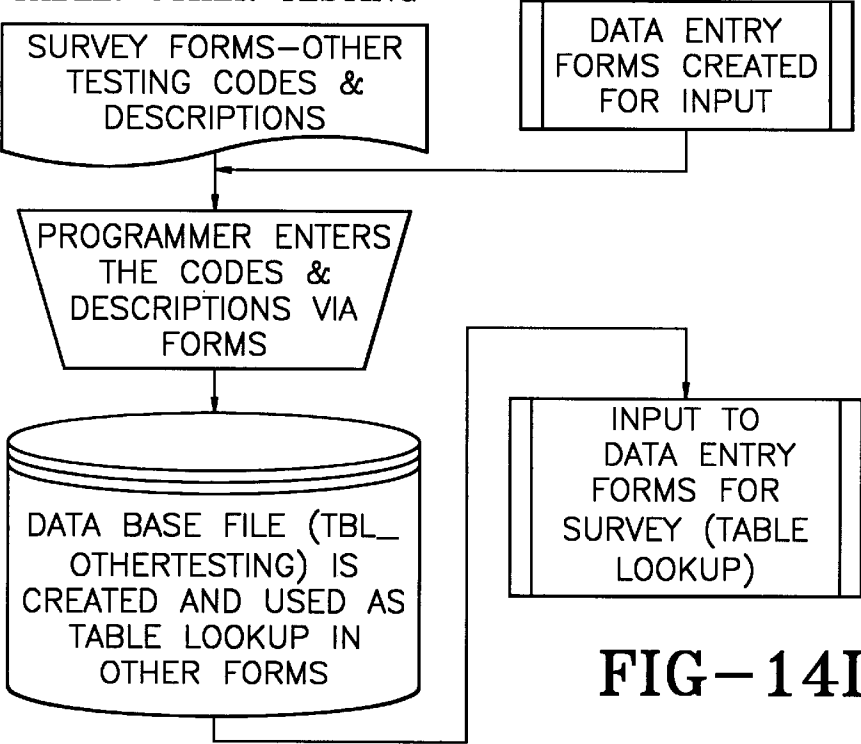 SURVEY FORMS-OTHER
TESTING CODES &
DESCRIPTIONS
DATA ENTRY
FORMS CREATED
FOR INPUT
PROGRAMMER ENTERS
THE CODES &
DESCRIPTIONS VIA
FORMS
DATA BASE FILE (TBL_
OTHERTESTING) IS
CREATED AND USED AS
TABLE LOOKUP IN
OTHER FORMS
INPUT TO
DATA ENTRY
FORMS FOR
SURVEY (TABLE
LOOKUP)